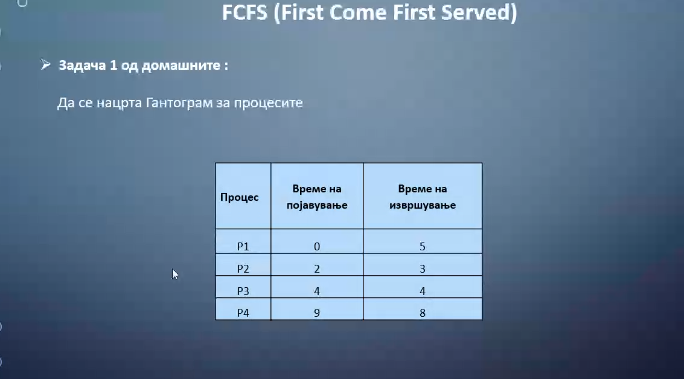 FCFS (First Come First Served)
Задача 1 од домашните :
Да се нацрта Гантограм за процесите
Процес Време на појавување Време на извршување
P1 0 5
P2 2 3
P3 4 4
P4 9 8